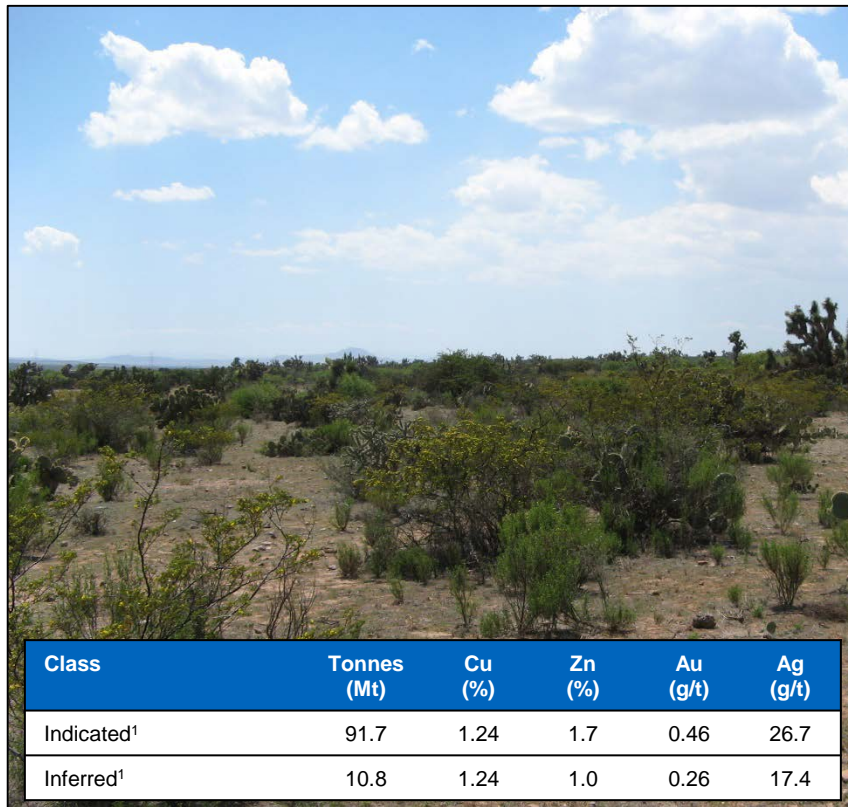 Class Tonnes (Mt) Cu (%) Zn (%) Au (g/t) Ag (g/t)
Indicated¹ 91.7 1.24 1.7 0.46 26.7
Inferred¹ 10.8 1.24 1.0 0.26 17.4